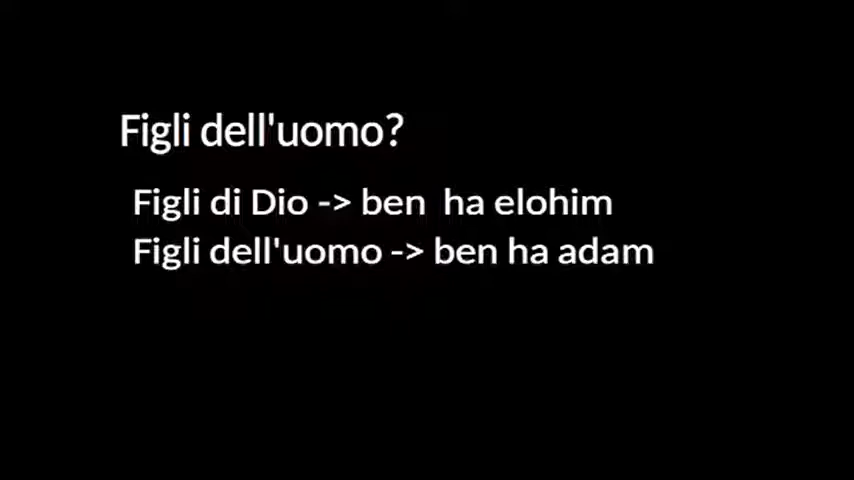 Figli dell'uomo?
Figli di Dio -> ben ha elohim
Figli dell'uomo -> ben ha adam